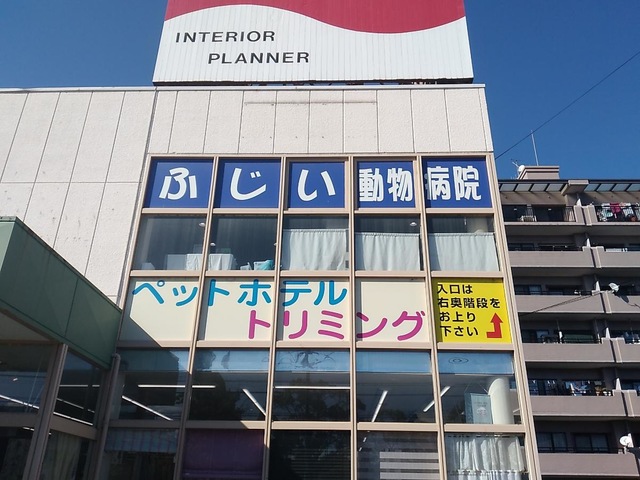 INTERIOR
PLANNER
ふじい動物病院
ペットホテル
トリミング
入口は
右奥階段を
お上り
下さい